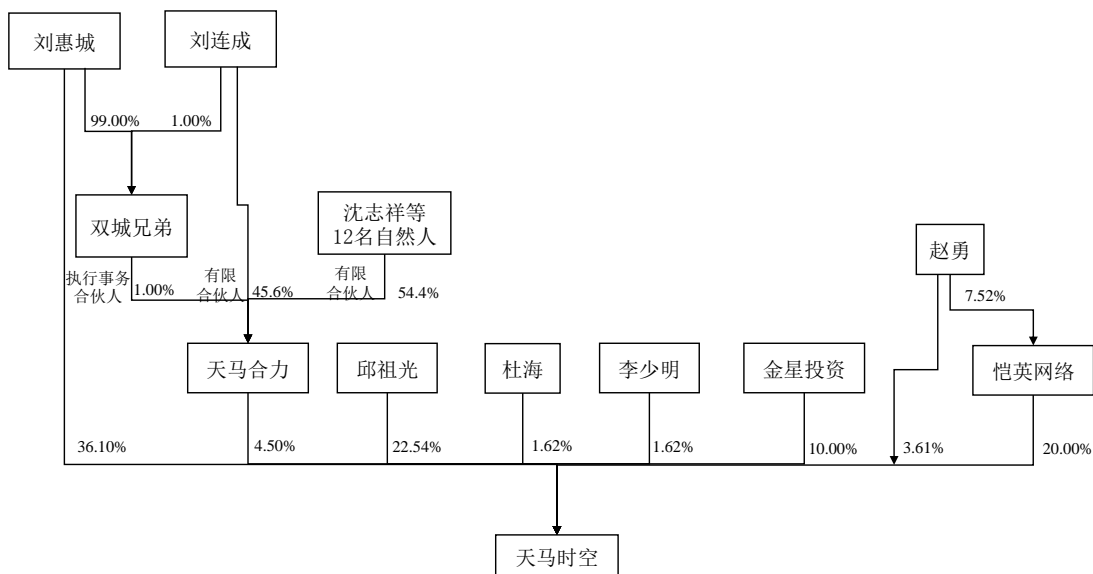 刘惠城
刘连成
99.00%
1.00%
双城兄弟
沈志祥等
12名自然人
赵勇
执行事务
合伙人
1.00%
有限
合伙人
45.6%
有限
合伙人
54.4%
7.52%
天马合力
邱祖光
杜海
李少明
金星投资
恺英网络
36.10%
4.50%
22.54%
1.62%
1.62%
10.00%
3.61%
20.00%
天马时空